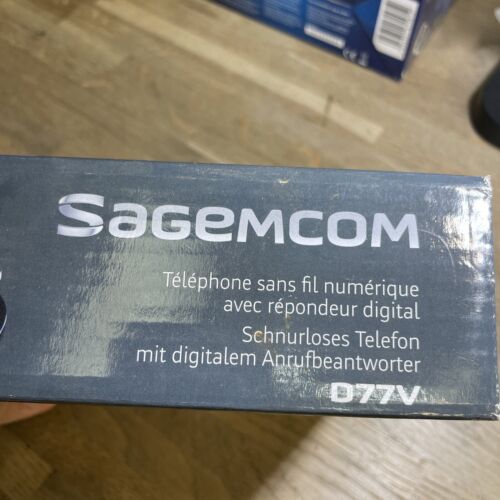 SAGEMCOM
Téléphone sans fil numérique
avec répondeur digital
Schnurloses Telefon
mit digitalem Anrufbeantworter
D77V